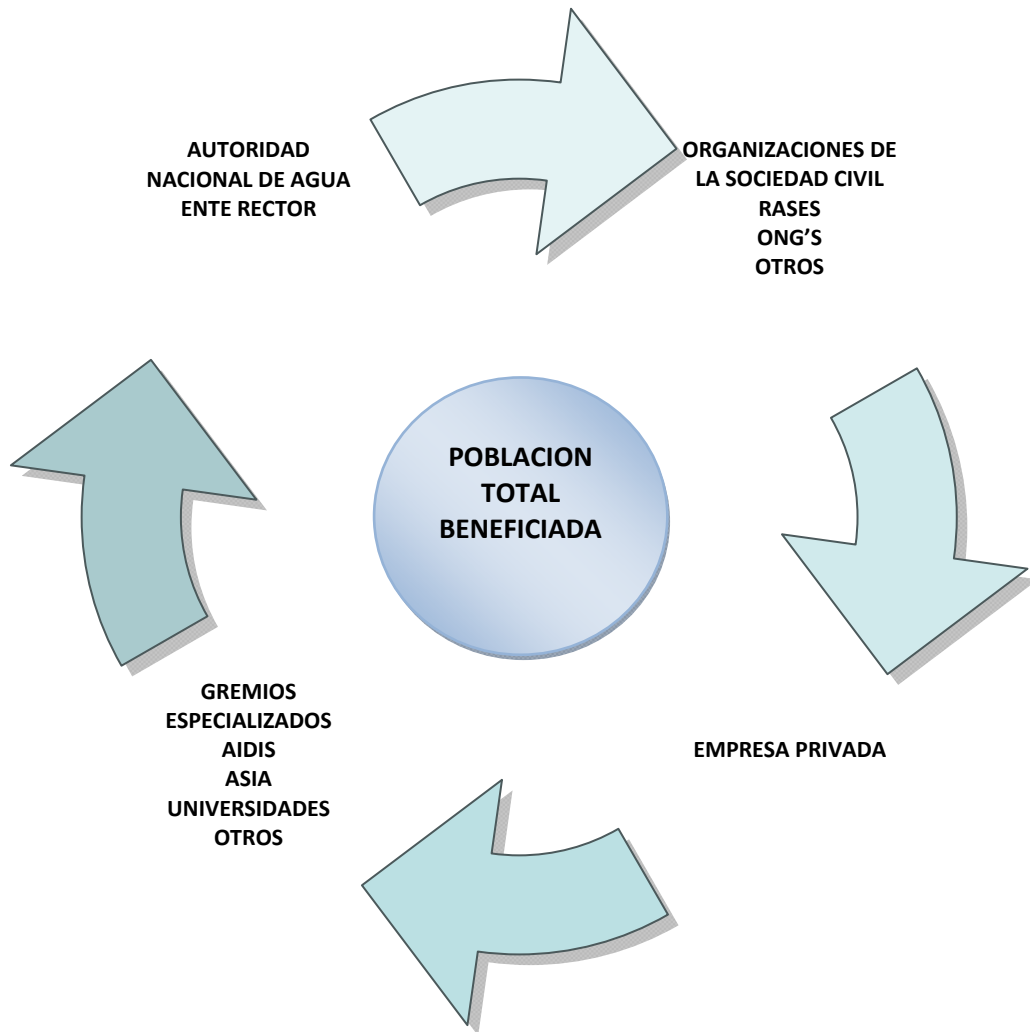 AUTORIDAD
NACIONAL DE AGUA
ENTE RECTOR
ORGANIZACIONES DE
LA SOCIEDAD CIVIL
RASES
ONG’S
OTROS
POBLACION
TOTAL
BENEFICIADA
GREMIOS
ESPECIALIZADOS
AIDIS
ASIA
UNIVERSIDADES
OTROS
EMPRESA PRIVADA